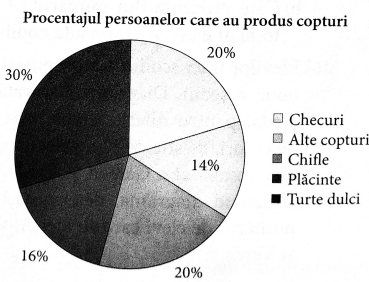 Procentajul persoanelor care au produs copturi
20%
30%
14%
16%
20%
Checuri
Alte copturi
Chifle
Plăcinte
Turte dulci